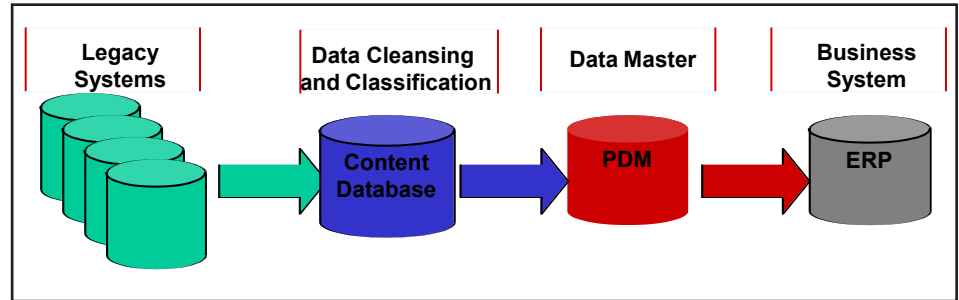 Legacy
Systems
Data Cleansing
and Classification
Data Master
Business
System
Content
Database
PDM
ERP